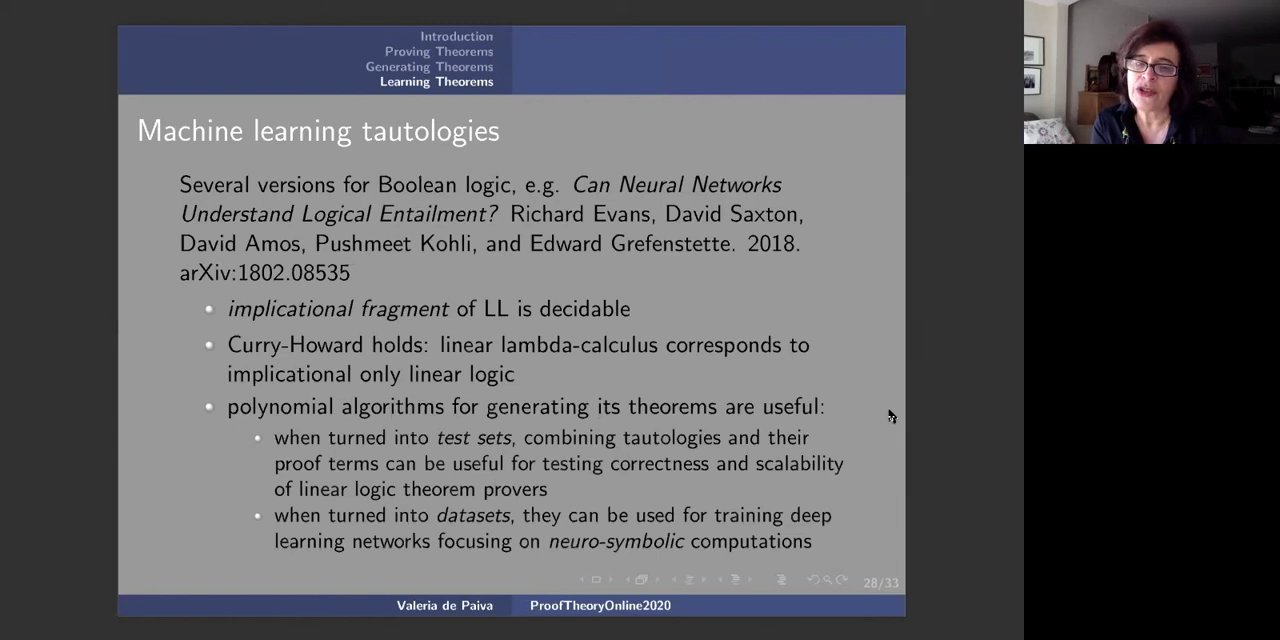 Introduction
Proving Theorems
Generating Theorems
Learning Theorems
Machine learning tautologies
Several versions for Boolean logic, e.g. Can Neural Networks
Understand Logical Entailment? Richard Evans, David Saxton,
David Amos, Pushmeet Kohli, and Edward Grefenstette. 2018.
arXiv:1802.08535
implicational fragment of LL is decidable
Curry-Howard holds: linear lambda-calculus corresponds to
implicational only linear logic
polynomial algorithms for generating its theorems are useful:
when turned into test sets, combining tautologies and their
proof terms can be useful for testing correctness and scalability
of linear logic theorem provers
when turned into datasets, they can be used for training deep
learning networks focusing on neuro-symbolic computations
28/33
Valeria de Paiva ProofTheoryOnline2020